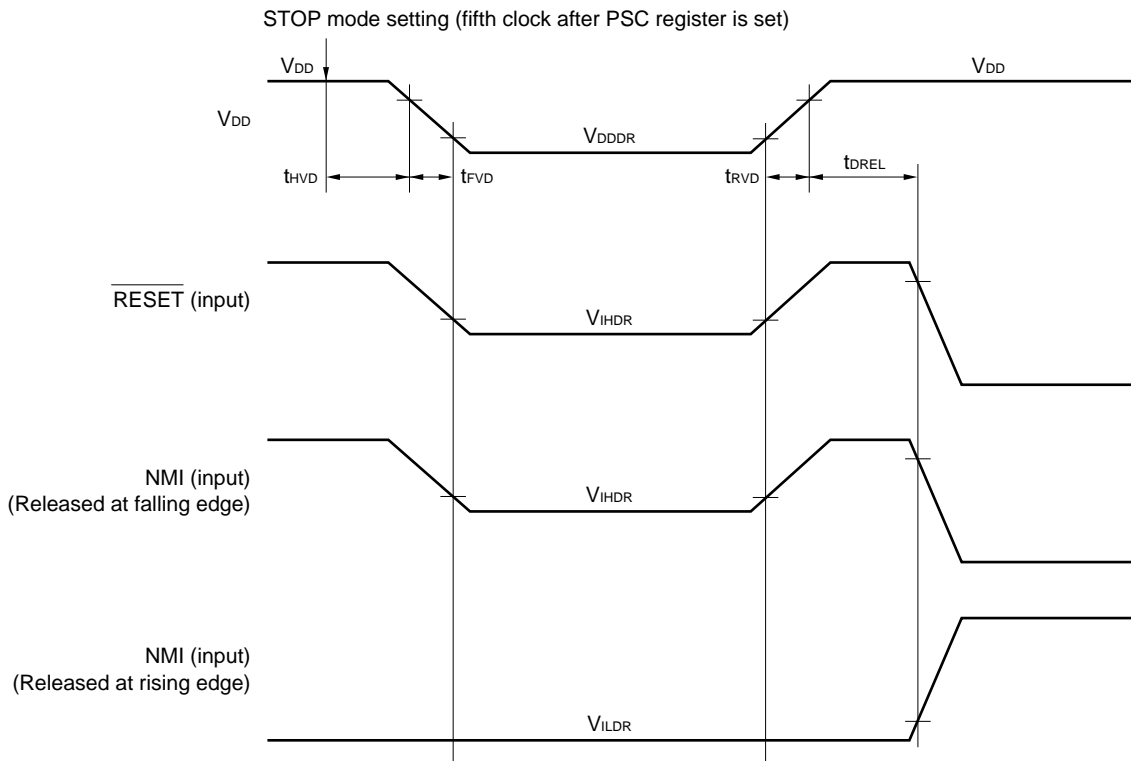 STOP mode setting (fifth clock after PSC register is set)
VDD
VDD
VDD
VDDDR
tHVD
tFVD
tRVD
tDREL
RESET (input)
VIHDR
NMI (input)
(Released at falling edge)
VIHDR
NMI (input)
(Released at rising edge)
VILDR